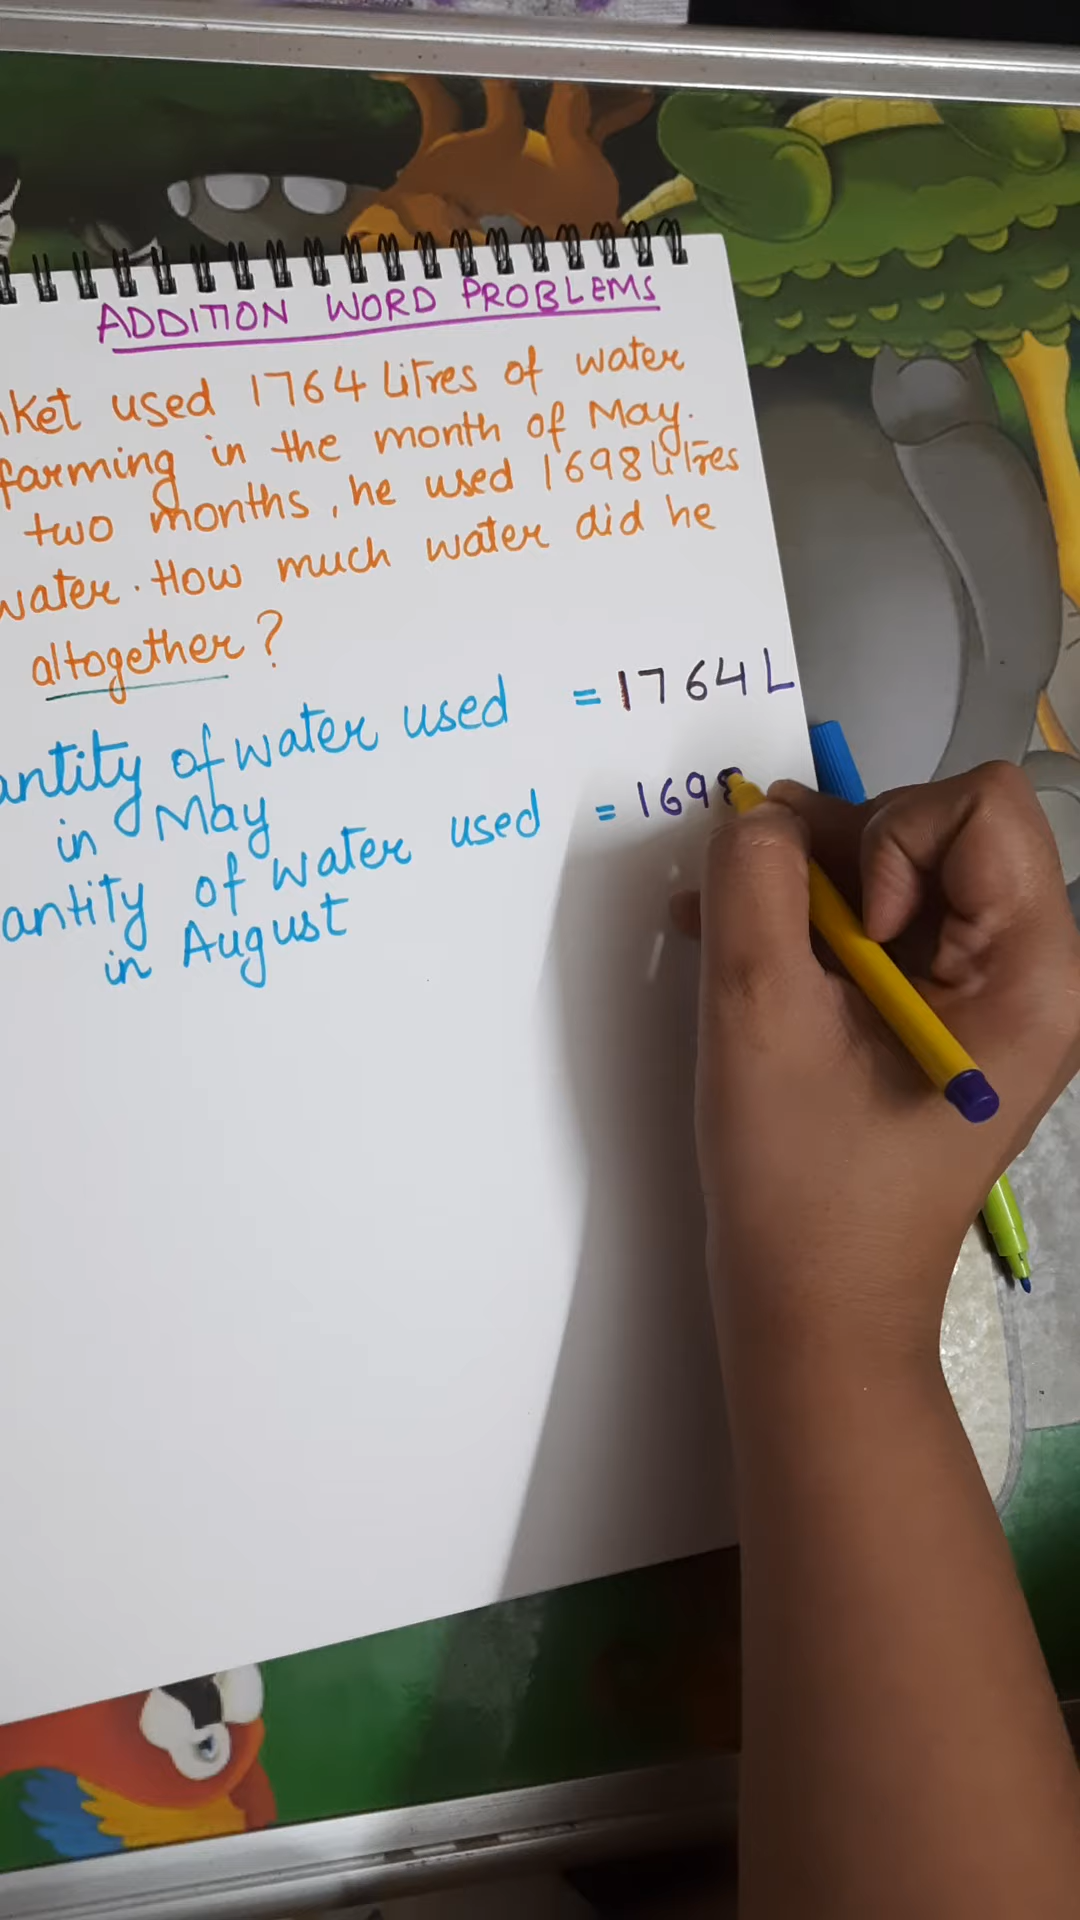 ADDITION WORD PROBLEMS
ket used 1764 Litres of water
farming in the month of May.
two months, he used 1698 Litres
water. How much water did he
altogether?
antity of water used = 1764 L
in May
antity of water used = 1698
in August